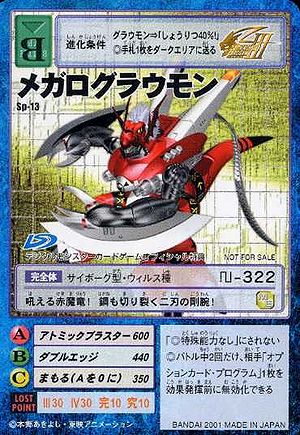 進化条件
グラウモン⇒「しょうりつ40%!」
◎手札1枚をダークエリアに送る
メガログラウモン
Sp-13
デジタルモンスターカードゲームオフィシャル特典
NOT FOR SALE
完全体
サイボーグ型・ウィルス種
-322
吼える赤魔竜! 鋼も切り裂く二刃の剛腕!
A アトミックブラスター 600
B ダブルエッジ 440
C まもる(Aを0に) 350
「◎特殊能力なし」にされない
◎バトル中2回だけ、相手『オプションカード・プログラム』1枚を
効果発揮前に無効化できる
LOST POINT
III30 IV30 完10 究10
©本郷あきよし・東映アニメーション
BANDAI 2001 MADE IN JAPAN